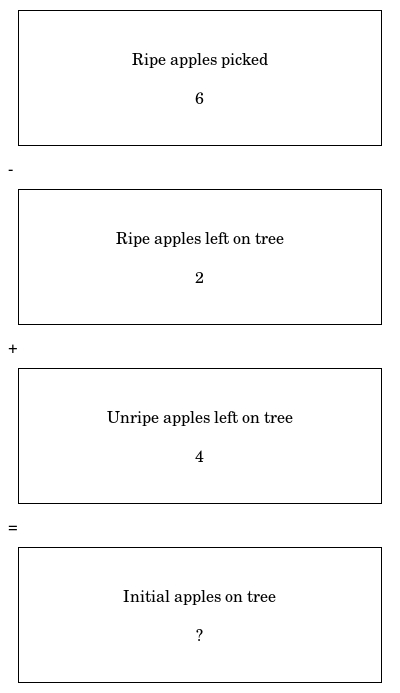 Ripe apples picked
6
-
Ripe apples left on tree
2
+
Unripe apples left on tree
4
=
Initial apples on tree
?